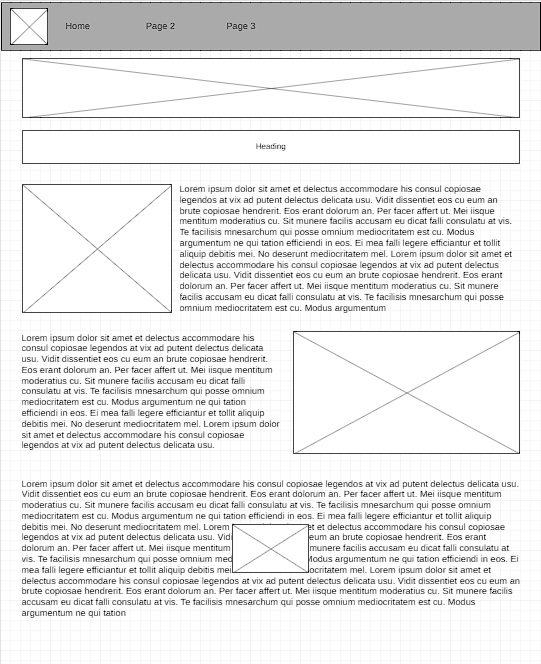 Home Page 2 Page 3
Heading
Lorem ipsum dolor sit amet et delectus accommodare his consul copiosae
legendos at vix ad putent delectus delicata usu. Vidit dissentiet eos cu eum an
brute copiosae hendrerit. Eos erant dolorum an. Per facer affert ut. Mei iisque
mentitum moderatius cu. Sit munere facilis accusam eu dicat falli consulatu at vis.
Te facilisis mnesarchum qui posse omnium mediocritatem est cu. Modus
argumentum ne qui tation efficiendi in eos. Ei mea falli legere efficiantur et tollit
aliquip debitis mei. No deserunt mediocritatem mel. Lorem ipsum dolor sit amet et
delectus accommodare his consul copiosae legendos at vix ad putent delectus
delicata usu. Vidit dissentiet eos cu eum an brute copiosae hendrerit. Eos erant
dolorum an. Per facer affert ut. Mei iisque mentitum moderatius cu. Sit munere
facilis accusam eu dicat falli consulatu at vis. Te facilisis mnesarchum qui posse
omnium mediocritatem est cu. Modus argumentum
Lorem ipsum dolor sit amet et delectus accommodare his
consul copiosae legendos at vix ad putent delectus delicata
usu. Vidit dissentiet eos cu eum an brute copiosae hendrerit.
Eos erant dolorum an. Per facer affert ut. Mei iisque mentitum
moderatius cu. Sit munere facilis accusam eu dicat falli
consulatu at vis. Te facilisis mnesarchum qui posse omnium
mediocritatem est cu. Modus argumentum ne qui tation
efficiendi in eos. Ei mea falli legere efficiantur et tollit aliquip
debitis mei. No deserunt mediocritatem mel. Lorem ipsum dolor
sit amet et delectus accommodare his consul copiosae
legendos at vix ad putent delectus delicata usu.
Lorem ipsum dolor sit amet et delectus accommodare his consul copiosae legendos at vix ad putent delectus delicata usu.
Vidit dissentiet eos cu eum an brute copiosae hendrerit. Eos erant dolorum an. Per facer affert ut. Mei iisque mentitum
moderatius cu. Sit munere facilis accusam eu dicat falli consulatu at vis. Te facilisis mnesarchum qui posse omnium
mediocritatem est cu. Modus argumentum ne qui tation efficiendi in eos. Ei mea falli legere efficiantur et tollit aliquip
debitis mei. No deserunt mediocritatem mel. Lorem et et delectus accommodare his consul copiosae
legendos at vix ad putent delectus delicata usu. eum an brute copiosae hendrerit. Eos erant
dolorum an. Per facer affert ut. Mei iisque mentitum munere facilis accusam eu dicat falli consulatu at
vis. Te facilisis mnesarchum qui posse omnium argumentum ne qui tation efficiendi in eos. Ei
mea falli legere efficiantur et tollit aliquip debitis mei. mel. Lorem ipsum dolor sit amet et
delectus accommodare his consul copiosae legendos at vix ad putent delectus delicata usu. Vidit dissentiet eos cu eum an
brute copiosae hendrerit. Eos erant dolorum an. Per facer affert ut. Mei iisque mentitum moderatius cu. Sit munere facilis
accusam eu dicat falli consulatu at vis. Te facilisis mnesarchum qui posse omnium mediocritatem est cu. Modus
argumentum ne qui tation